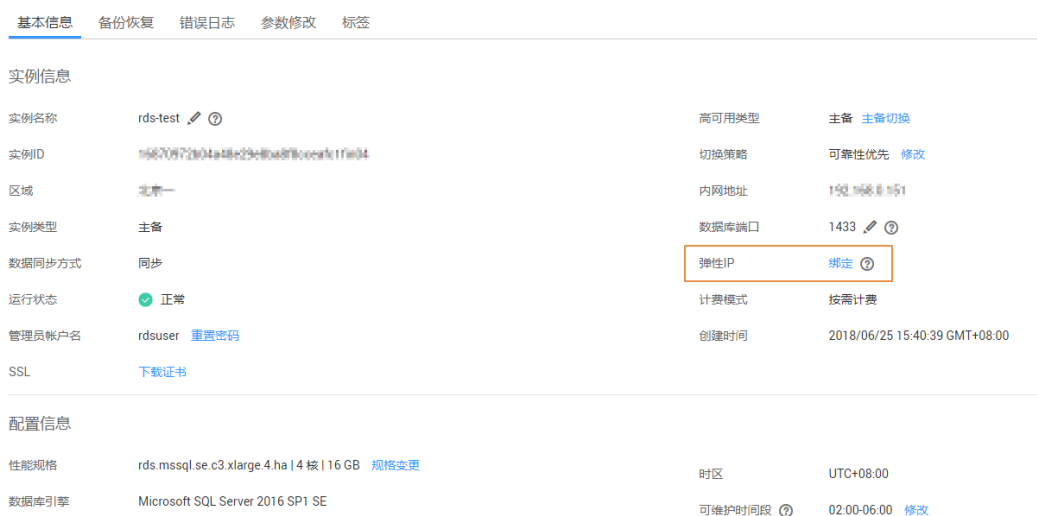 基本信息 备份恢复 错误日志 参数修改 标签
实例信息
实例名称 rds-test 高可用类型 主备 主备切换
实例ID 切换策略 可靠性优先 修改
区域 内网地址
实例类型 主备 数据库端口 1433
数据同步方式 同步 弹性IP 绑定
运行状态 正常 计费模式 按需计费
管理员帐户名 rdsuser 重置密码 创建时间 2018/06/25 15:40:39 GMT+08:00
SSL 下载证书
配置信息
性能规格 rds.mssql.se.c3.xlarge.4.ha | 4 核 | 16 GB 规格变更
时区 UTC+08:00
数据库引擎 Microsoft SQL Server 2016 SP1 SE
可维护时间段 02:00-06:00 修改